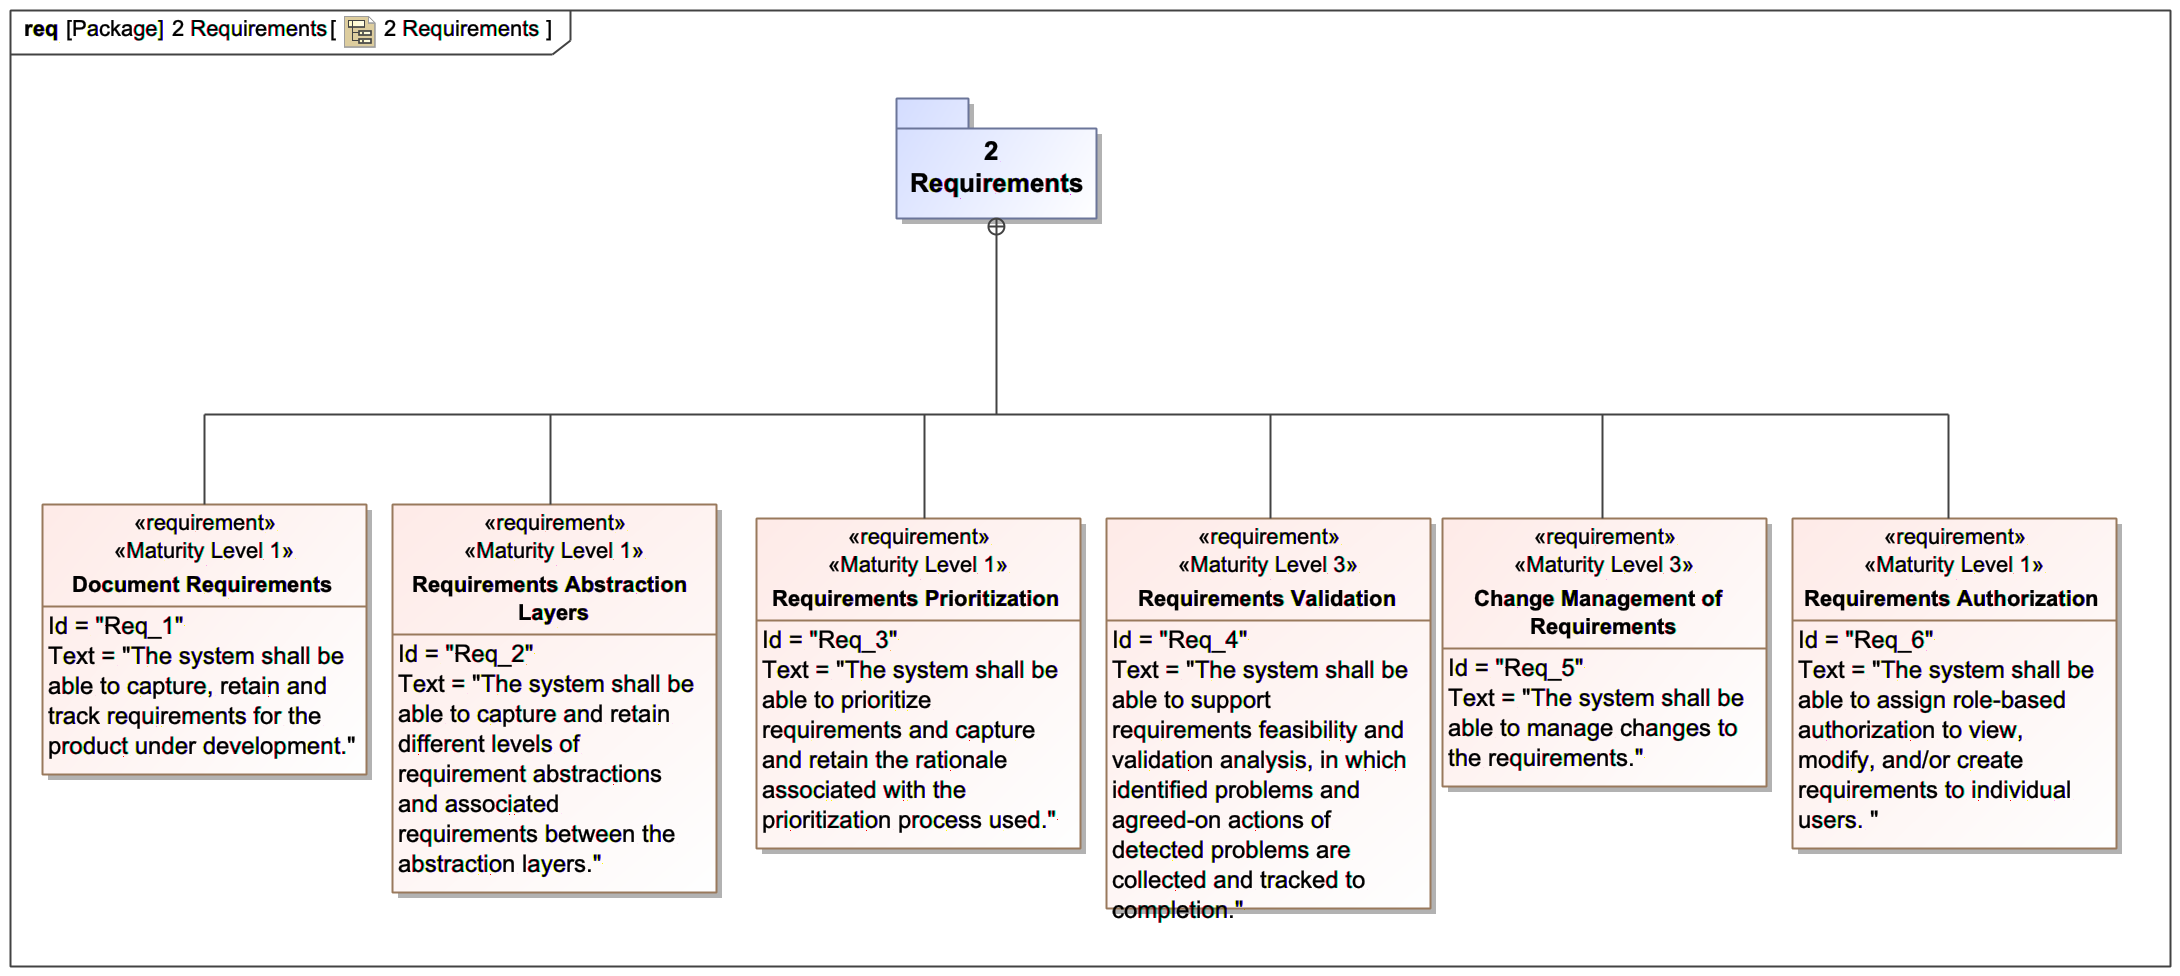 req [Package] 2 Requirements[ 2 Requirements ]
2
Requirements
«requirement»
«Maturity Level 1»
Document Requirements
Id = "Req_1"
Text = "The system shall be
able to capture, retain and
track requirements for the
product under development."
«requirement»
«Maturity Level 1»
Requirements Abstraction
Layers
Id = "Req_2"
Text = "The system shall be
able to capture and retain
different levels of
requirement abstractions
and associated
requirements between the
abstraction layers."
«requirement»
«Maturity Level 1»
Requirements Prioritization
Id = "Req_3"
Text = "The system shall be
able to prioritize
requirements and capture
and retain the rationale
associated with the
prioritization process used."
«requirement»
«Maturity Level 3»
Requirements Validation
Id = "Req_4"
Text = "The system shall be
able to support
requirements feasibility and
validation analysis, in which
identified problems and
agreed-on actions of
detected problems are
collected and tracked to
completion."
«requirement»
«Maturity Level 3»
Change Management of
Requirements
Id = "Req_5"
Text = "The system shall be
able to manage changes to
the requirements."
«requirement»
«Maturity Level 1»
Requirements Authorization
Id = "Req_6"
Text = "The system shall be
able to assign role-based
authorization to view,
modify, and/or create
requirements to individual
users. "